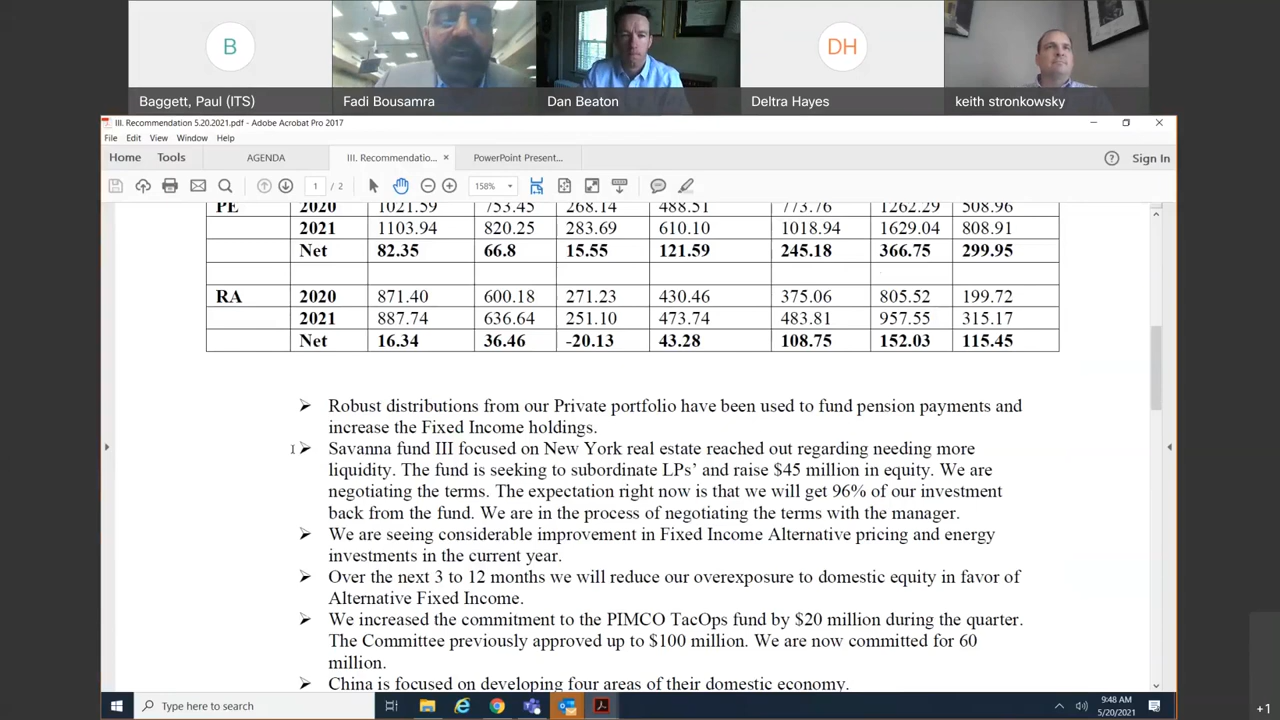 B
DH
Baggett, Paul (ITS)
Fadi Bousamra
Dan Beaton
Deltra Hayes
keith stronkowsky
III. Recommendation 5.20.2021.pdf - Adobe Acrobat Pro 2017
File Edit View Window Help
Home Tools AGENDA III. Recommendatio... × PowerPoint Present... Sign In
1 / 2 158%
PE 2020 1021.59 753.45 268.14 488.51 773.76 1262.29 508.96
2021 1103.94 820.25 283.69 610.10 1018.94 1629.04 808.91
Net 82.35 66.8 15.55 121.59 245.18 366.75 299.95
RA 2020 871.40 600.18 271.23 430.46 375.06 805.52 199.72
2021 887.74 636.64 251.10 473.74 483.81 957.55 315.17
Net 16.34 36.46 -20.13 43.28 108.75 152.03 115.45
Robust distributions from our Private portfolio have been used to fund pension payments and
increase the Fixed Income holdings.
Savanna fund III focused on New York real estate reached out regarding needing more
liquidity. The fund is seeking to subordinate LPs' and raise $45 million in equity. We are
negotiating the terms. The expectation right now is that we will get 96% of our investment
back from the fund. We are in the process of negotiating the terms with the manager.
We are seeing considerable improvement in Fixed Income Alternative pricing and energy
investments in the current year.
Over the next 3 to 12 months we will reduce our overexposure to domestic equity in favor of
Alternative Fixed Income.
We increased the commitment to the PIMCO TacOps fund by $20 million during the quarter.
The Committee previously approved up to $100 million. We are now committed for 60
million.
China is focused on developing four areas of their domestic economy.
Type here to search
9:48 AM
5/20/2021
+1